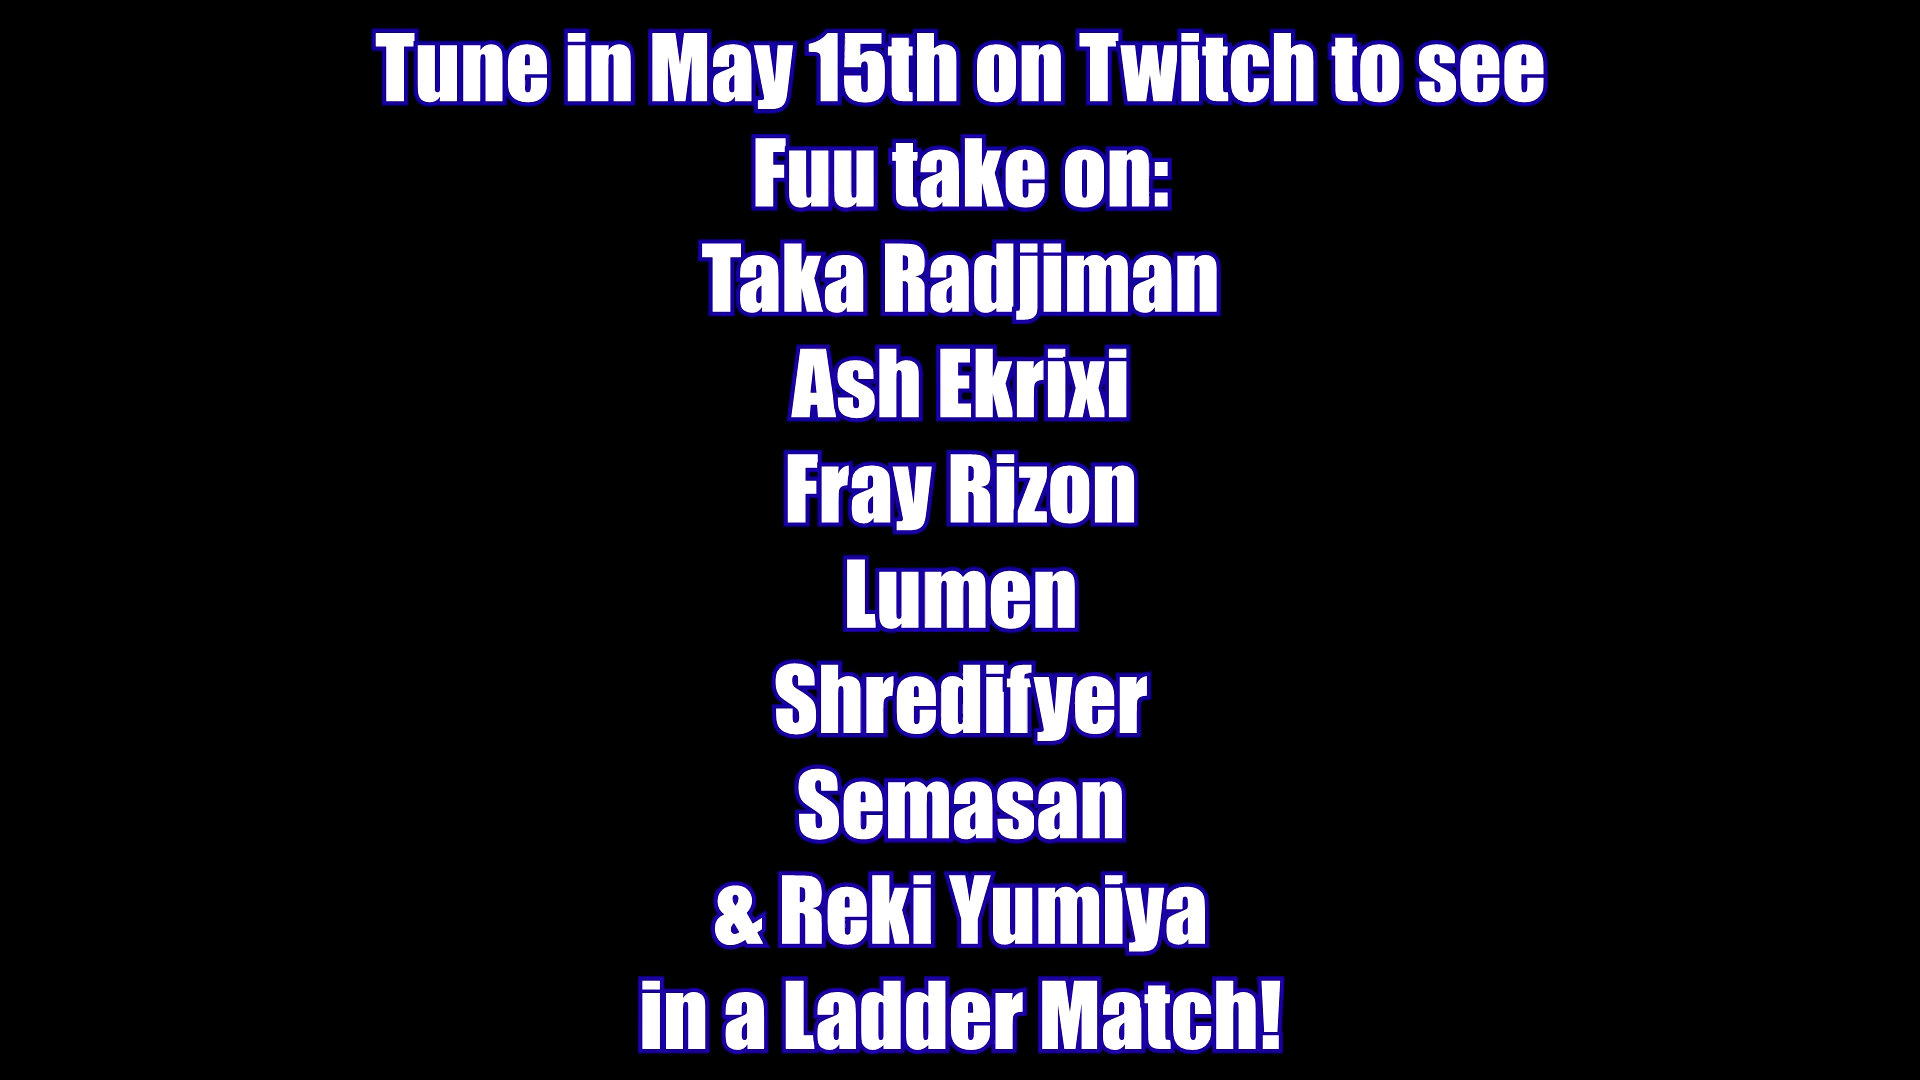 Tune in May 15th on Twitch to see
Fuu take on:
Taka Radjiman
Ash Ekrixi
Fray Rizon
Lumen
Shredifyer
Semasan
& Reki Yumiya
in a Ladder Match!